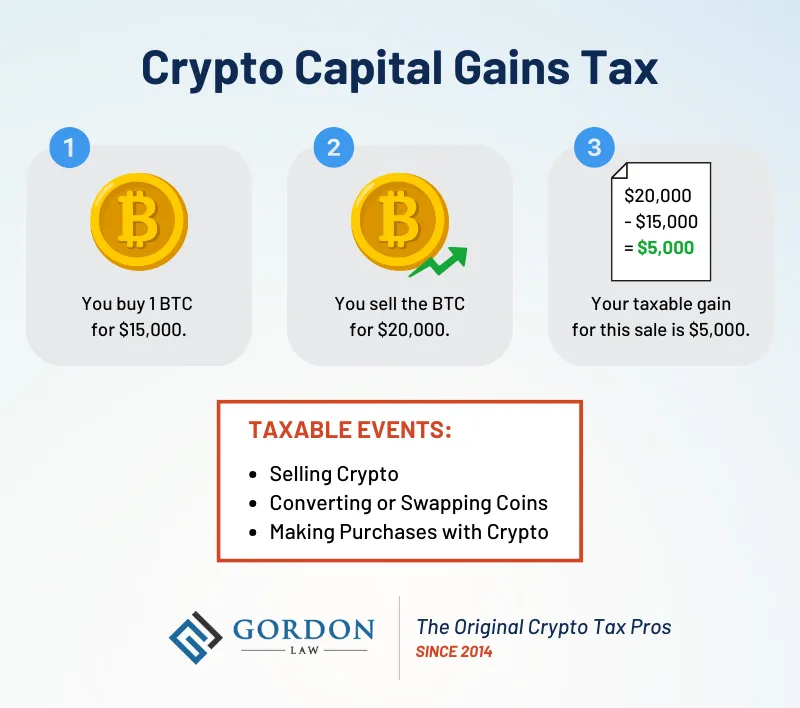 Crypto Capital Gains Tax
1
You buy 1 BTC
for $15,000.
2
You sell the BTC
for $20,000.
3
$20,000
- $15,000
= $5,000
Your taxable gain
for this sale is $5,000.
TAXABLE EVENTS:
• Selling Crypto
• Converting or Swapping Coins
• Making Purchases with Crypto
GORDON
LAW
The Original Crypto Tax Pros
SINCE 2014